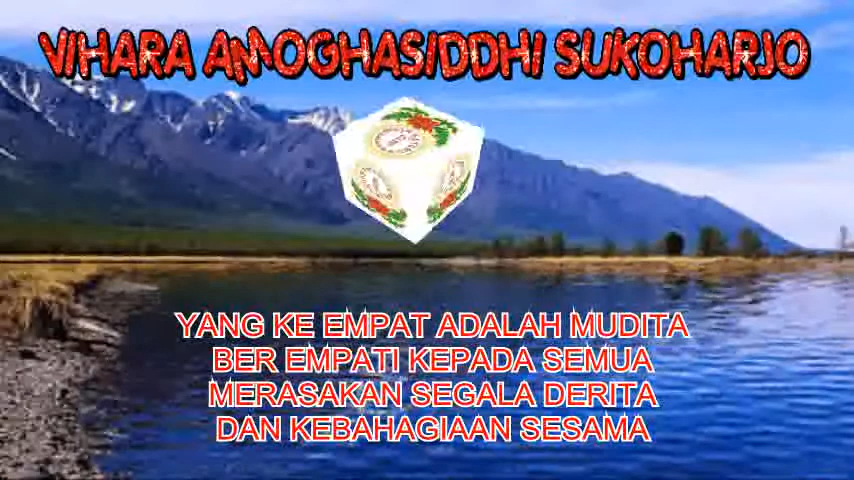 VIHARA AMOGHASIDDHI SUKOHARJO
YANG KE EMPAT ADALAH MUDITA
BER EMPATI KEPADA SEMUA
MERASAKAN SEGALA DERITA
DAN KEBAHAGIAAN SESAMA